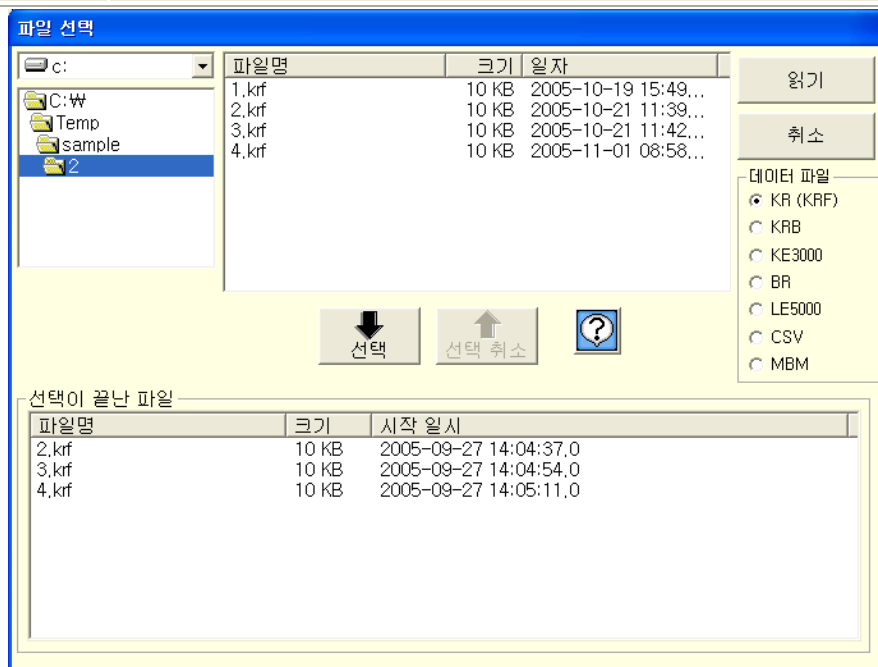 파일 선택
c:
C:₩
Temp
sample
2
파일명 크기 일자
1.krf 10 KB 2005-10-19 15:49...
2.krf 10 KB 2005-10-21 11:39...
3.krf 10 KB 2005-10-21 11:42...
4.krf 10 KB 2005-11-01 08:58...
읽기
취소
데이터 파일
KR (KRF)
KRB
KE3000
BR
LE5000
CSV
MBM
선택
선택 취소
?
선택이 끝난 파일
파일명 크기 시작 일시
2.krf 10 KB 2005-09-27 14:04:37.0
3.krf 10 KB 2005-09-27 14:04:54.0
4.krf 10 KB 2005-09-27 14:05:11.0